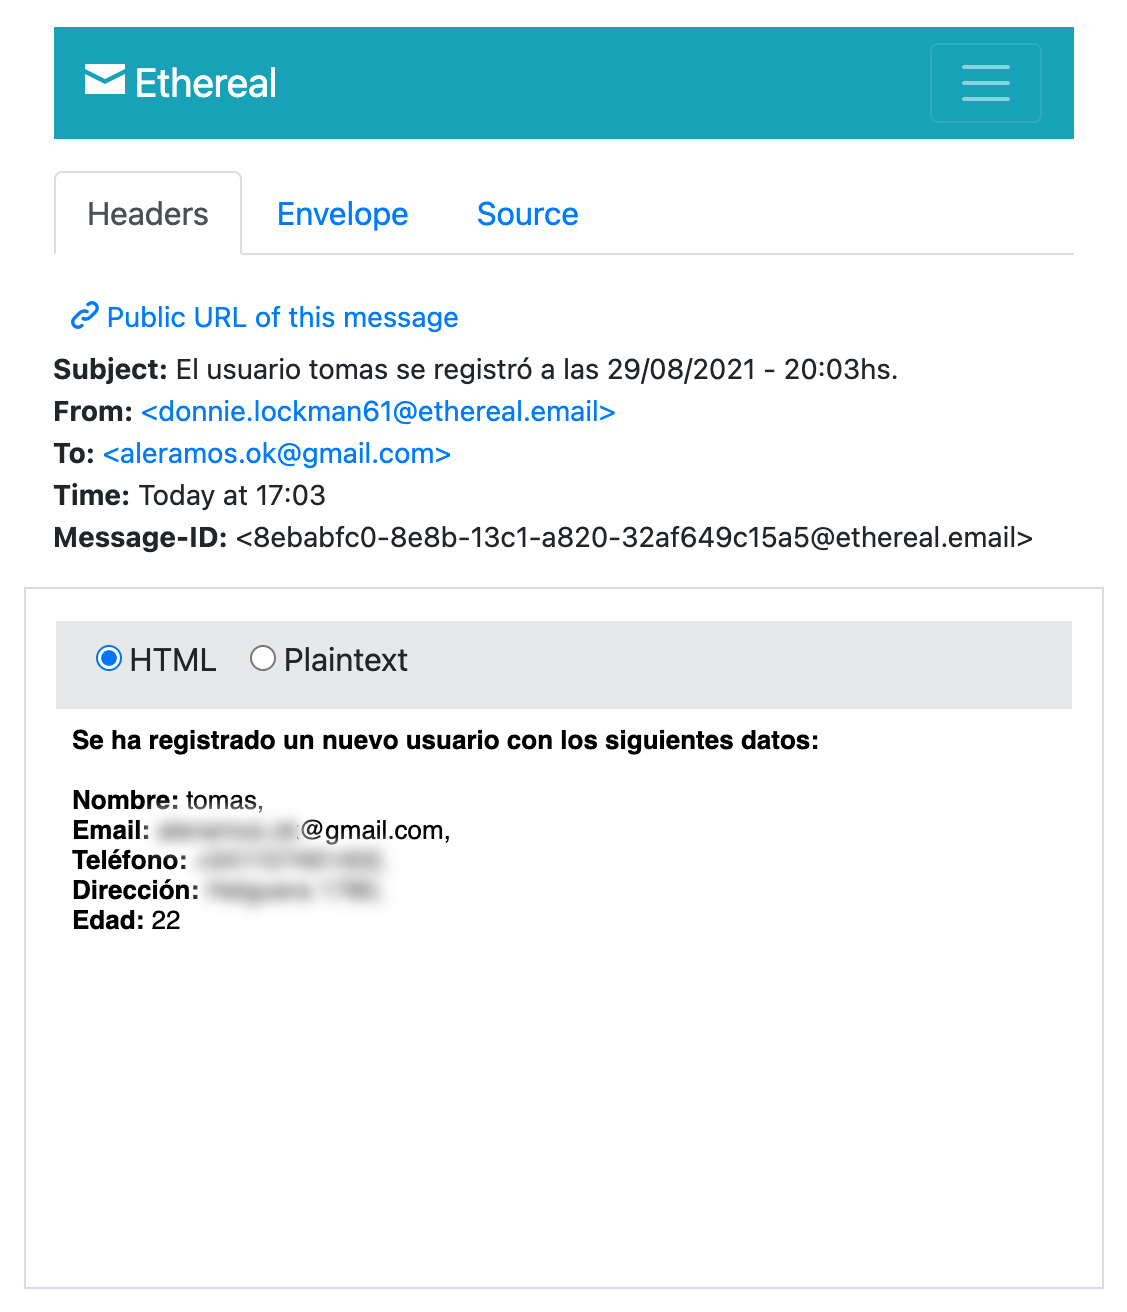 Ethereal
Headers Envelope Source
Public URL of this message
Subject: El usuario tomas se registró a las 29/08/2021 - 20:03hs.
From: <donnie.lockman61@ethereal.email>
To: <aleramos.ok@gmail.com>
Time: Today at 17:03
Message-ID: <8ebabfc0-8e8b-13c1-a820-32af649c15a5@ethereal.email>
HTML Plaintext
Se ha registrado un nuevo usuario con los siguientes datos:
Nombre: tomas,
Email: @gmail.com,
Teléfono:
Dirección:
Edad: 22